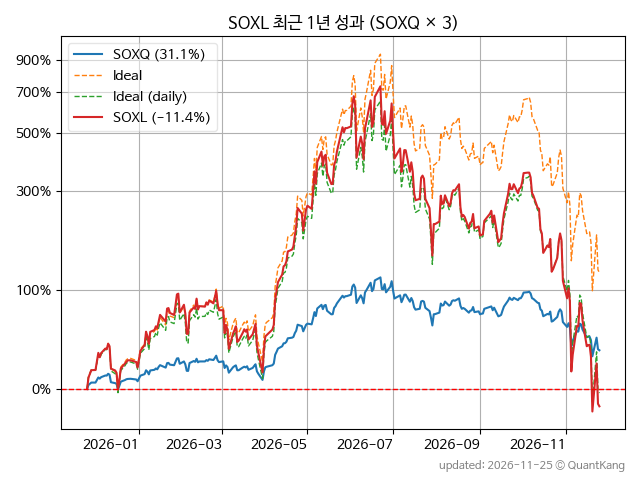 SOXL 최근 1년 성과 (SOXQ × 3)
SOXQ (31.1%)
Ideal
Ideal (daily)
SOXL (−11.4%)
900%
700%
500%
300%
100%
0%
2026-01 2026-03 2026-05 2026-07 2026-09 2026-11
updated: 2026-11-25 © QuantKang